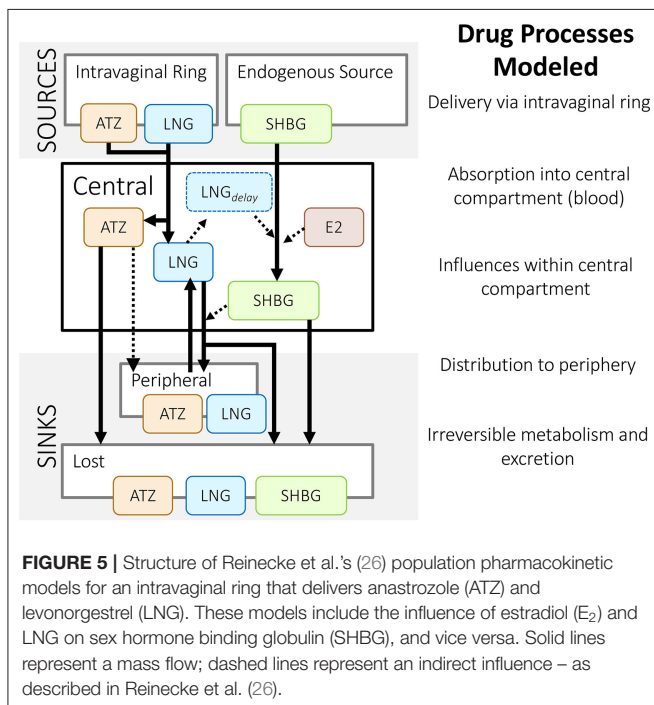 Drug Processes
Modeled
SOURCES
Intravaginal Ring
Endogenous Source
ATZ
LNG
SHBG
Delivery via intravaginal ring
Central
LNGdelay
ATZ
E2
LNG
SHBG
Absorption into central
compartment (blood)
Influences within central
compartment
SINKS
Peripheral
ATZ
LNG
Distribution to periphery
Lost
ATZ
LNG
SHBG
Irreversible metabolism and
excretion
FIGURE 5 | Structure of Reinecke et al.'s (26) population pharmacokinetic
models for an intravaginal ring that delivers anastrozole (ATZ) and
levonorgestrel (LNG). These models include the influence of estradiol (E₂) and
LNG on sex hormone binding globulin (SHBG), and vice versa. Solid lines
represent a mass flow; dashed lines represent an indirect influence – as
described in Reinecke et al. (26).